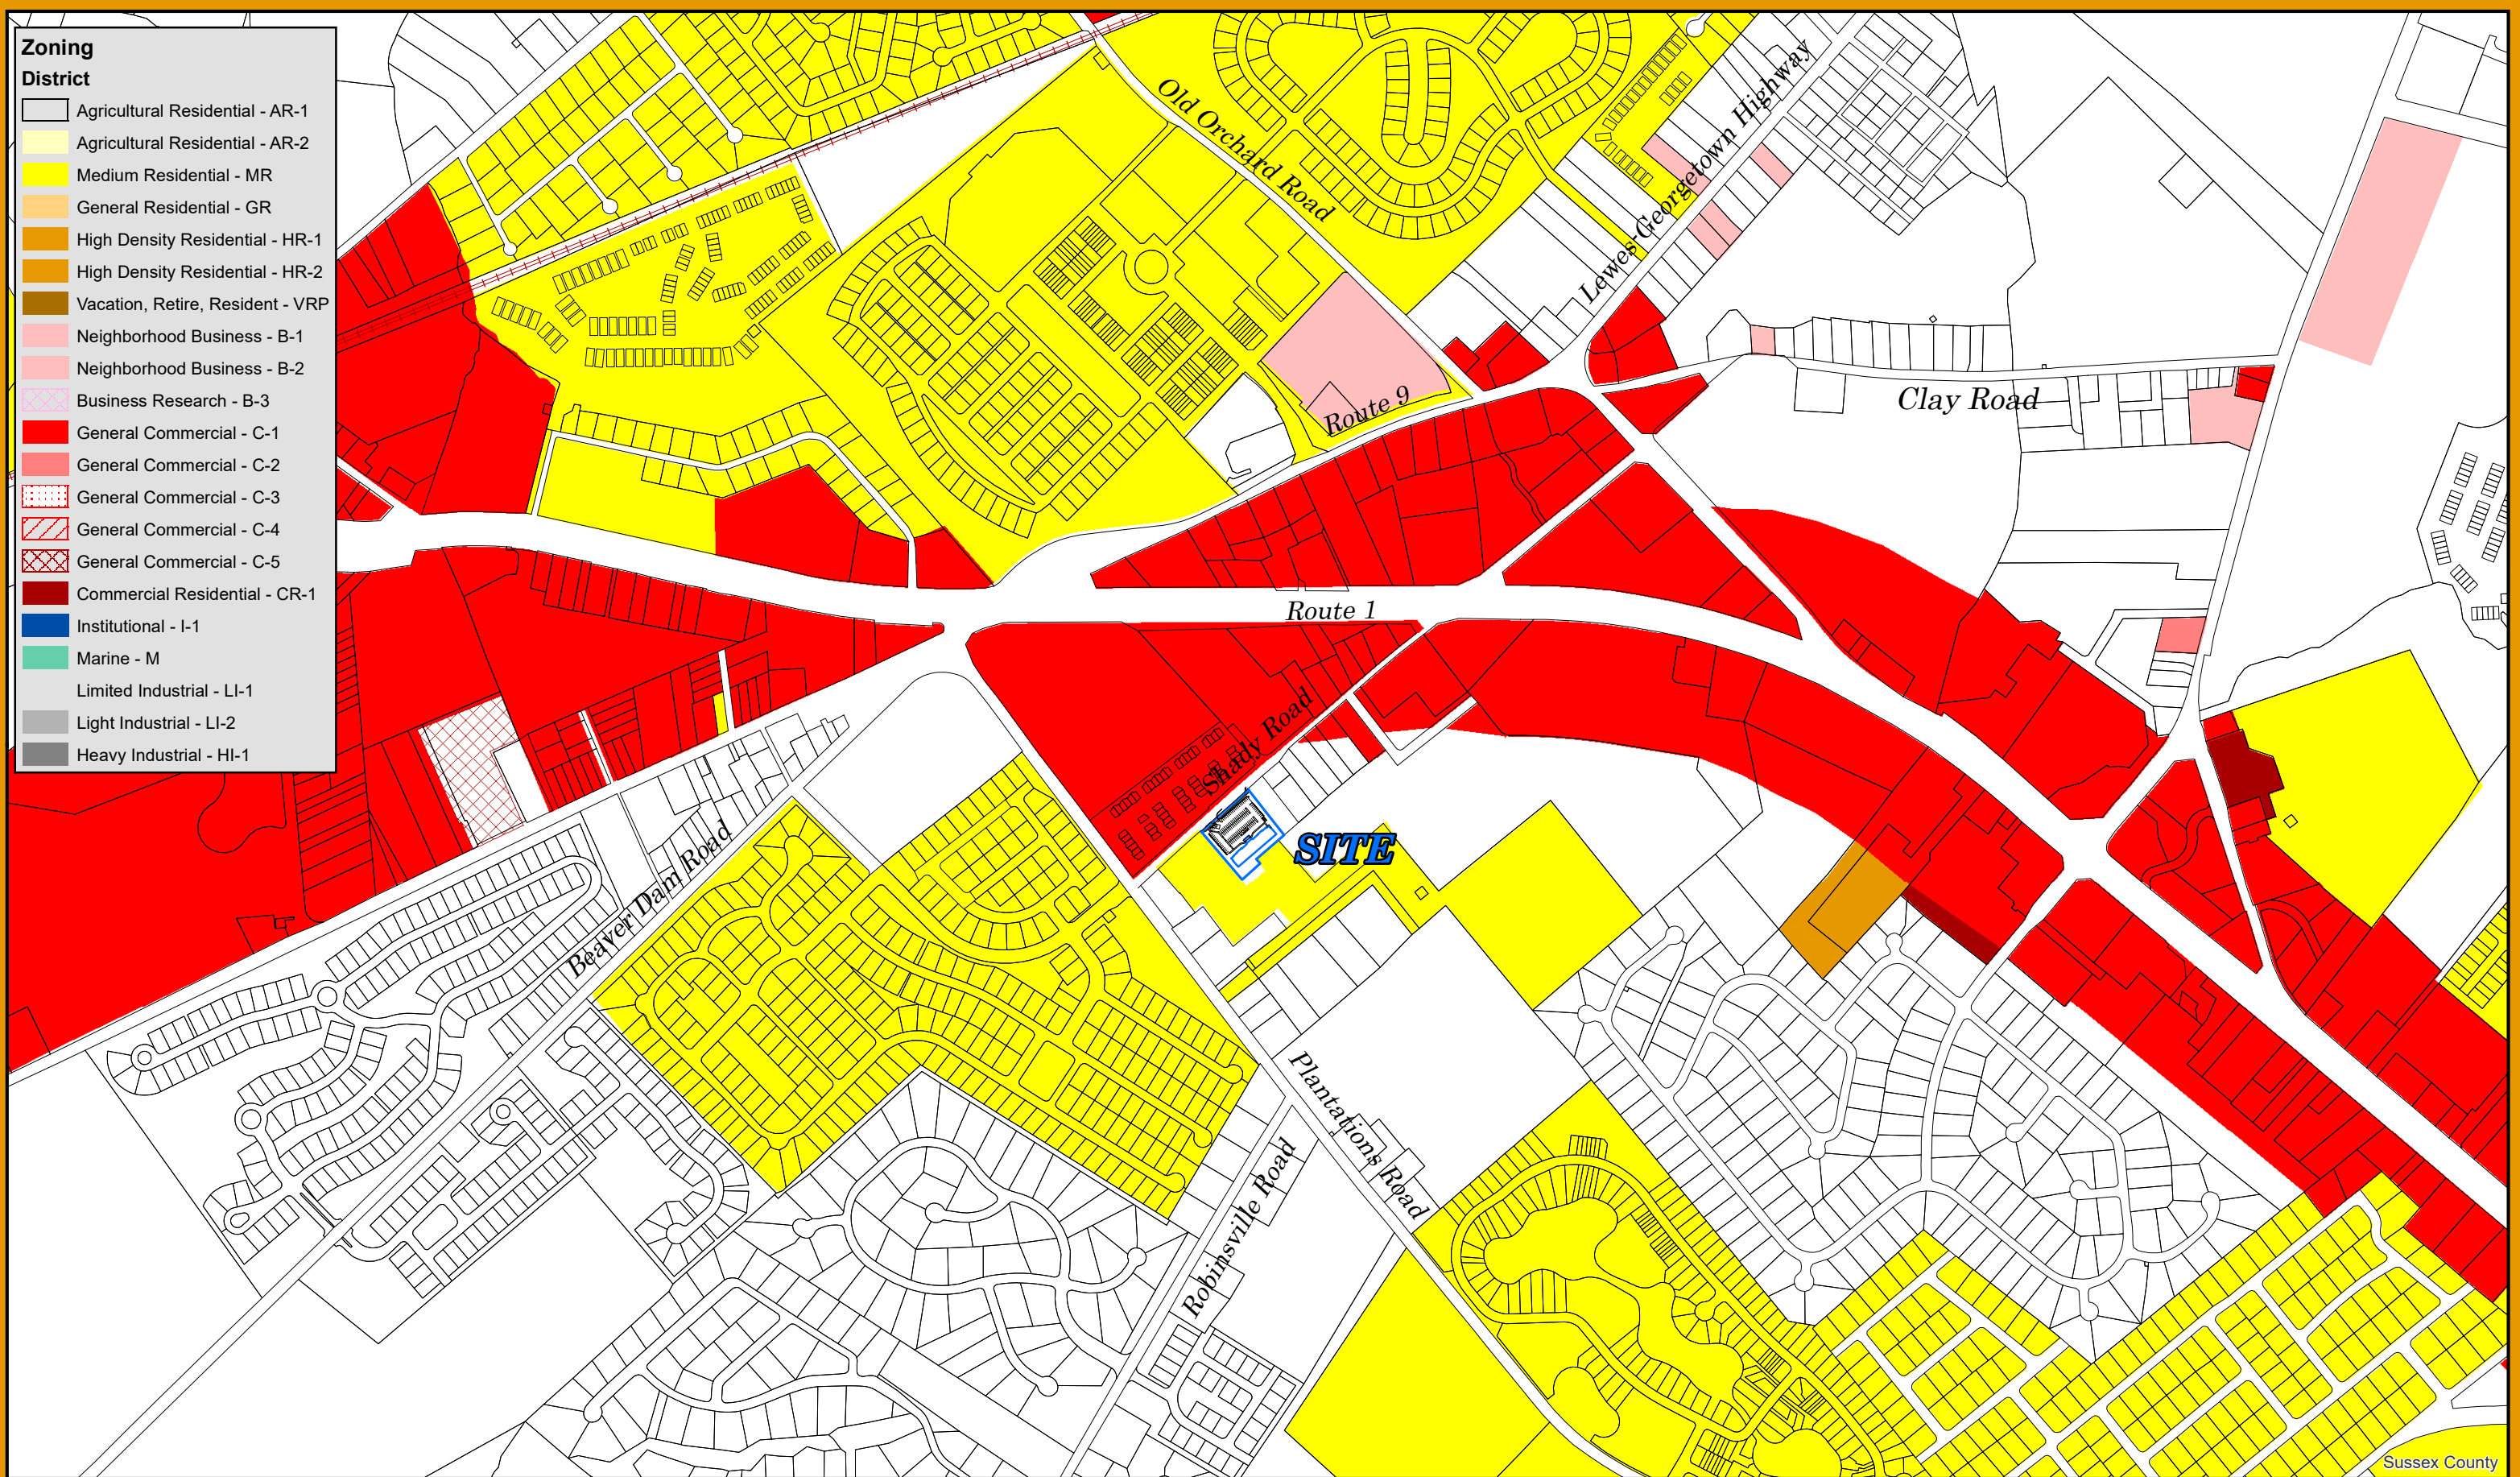 Zoning
District
Agricultural Residential - AR-1
Agricultural Residential - AR-2
Medium Residential - MR
General Residential - GR
High Density Residential - HR-1
High Density Residential - HR-2
Vacation, Retire, Resident - VRP
Neighborhood Business - B-1
Neighborhood Business - B-2
Business Research - B-3
General Commercial - C-1
General Commercial - C-2
General Commercial - C-3
General Commercial - C-4
General Commercial - C-5
Commercial Residential - CR-1
Institutional - I-1
Marine - M
Limited Industrial - LI-1
Light Industrial - LI-2
Heavy Industrial - HI-1
Old Orchard Road
Lewes-Georgetown Highway
Route 9
Clay Road
Route 1
Shady Road
SITE
Beaver Dam Road
Plantations Road
Robinsville Road
Sussex County